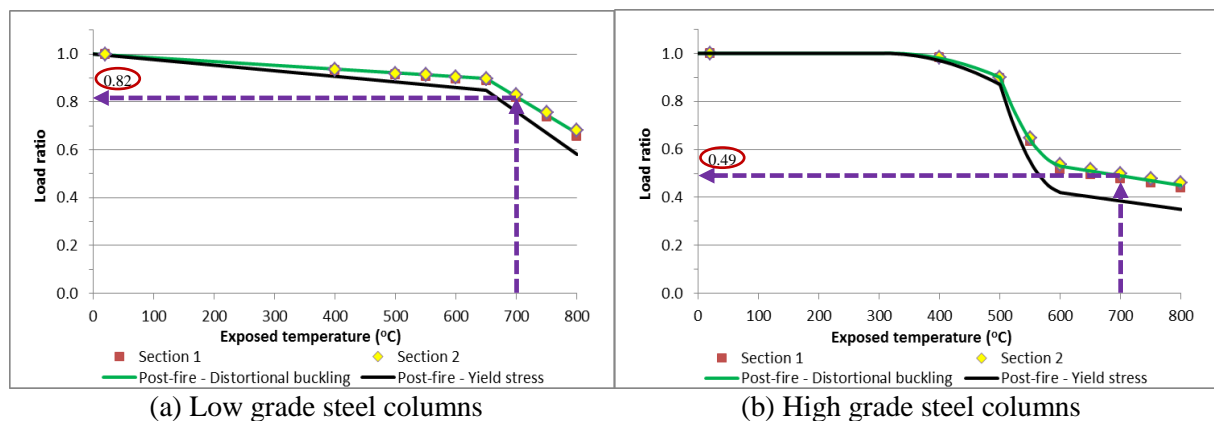 1.0
0.8
0.6
0.4
0.2
0.0
Load ratio
0.82
0 100 200 300 400 500 600 700 800
Exposed temperature (°C)
Section 1 Section 2
Post-fire - Distortional buckling Post-fire - Yield stress
(a) Low grade steel columns
1.0
0.8
0.6
0.4
0.2
0.0
Load ratio
0.49
0 100 200 300 400 500 600 700 800
Exposed temperature (°C)
Section 1 Section 2
Post-fire - Distortional buckling Post-fire - Yield stress
(b) High grade steel columns